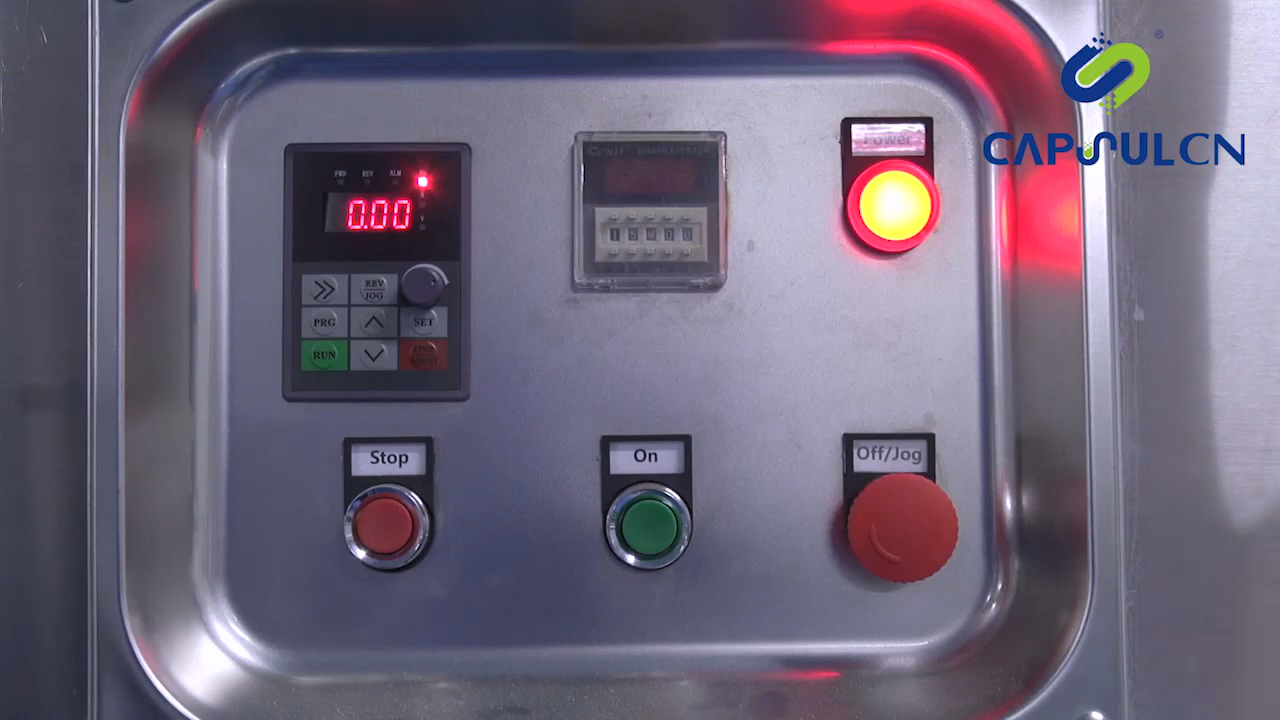 ®
CAPSULCN
Power
FWD REV ALM
0.00
REV
JOG
PRG
SET
RUN
Stop
On
Off/Jog